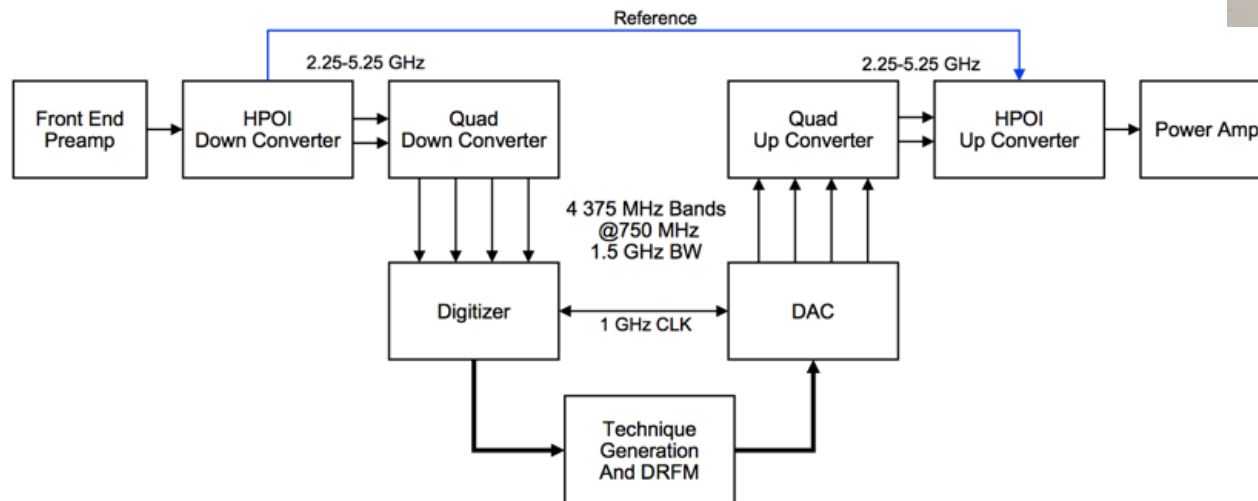 Reference
2.25-5.25 GHz
2.25-5.25 GHz
Front End
Preamp
HPOI
Down Converter
Quad
Down Converter
Quad
Up Converter
HPOI
Up Converter
Power Amp
4 375 MHz Bands
@750 MHz
1.5 GHz BW
Digitizer
1 GHz CLK
DAC
Technique
Generation
And DRFM